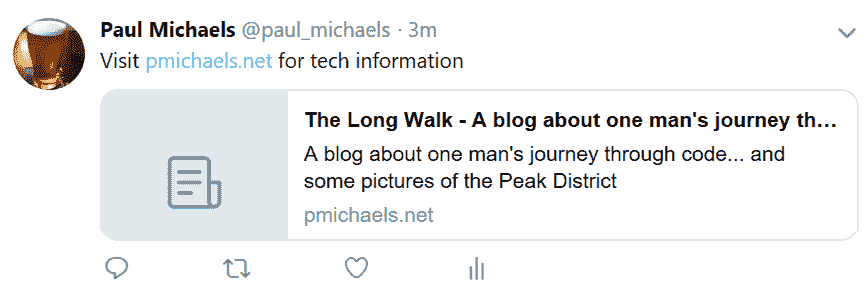 Paul Michaels @paul_michaels · 3m
Visit pmichaels.net for tech information
The Long Walk - A blog about one man's journey th...
A blog about one man's journey through code... and
some pictures of the Peak District
pmichaels.net